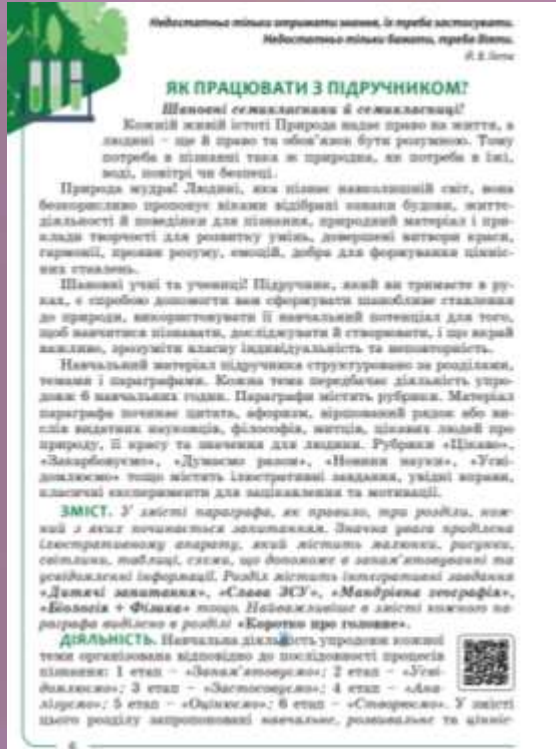 Недостатньо тільки отримати знання, їх треба застосувати.
Недостатньо тільки бажати, треба діяти.
Й. В. Гете
ЯК ПРАЦЮВАТИ З ПІДРУЧНИКОМ?
Шановні семикласники й семикласниці!
Кожній живій істоті Природа надає право на життя, а
людині – ще й право та обов'язок бути розумною. Тому
потреба в пізнанні така ж природна, як потреба в їжі,
воді, повітрі чи безпеці.
Природа мудра! Людині, яка пізнає навколишній світ, вона
безкорисливо пропонує віками відібрані ознаки будови, життє-
діяльності й поведінки для пізнання, природний матеріал і при-
клади творчості для розвитку умінь, довершені витвори краси,
гармонії, прояви розуму, емоцій, добра для формування цінніс-
них ставлень.
Шановні учні та учениці! Підручник, який ви тримаєте в ру-
ках, є спробою допомогти вам сформувати шанобливе ставлення
до природи, використовувати її навчальний потенціал для того,
щоб навчитися пізнавати, досліджувати й створювати, і що вкрай
важливо, зрозуміти власну індивідуальність та неповторність.
Навчальний матеріал підручника структуровано за розділами,
темами і параграфами. Кожна тема передбачає діяльність упро-
довж 6 навчальних годин. Параграфи містять рубрики. Матеріал
параграфа починає цитата, афоризм, віршований рядок або ви-
слів видатних науковців, філософів, митців, цікавих людей про
природу, її красу та значення для людини. Рубрики «Цікаво»,
«Закарбовуємо», «Думаємо разом», «Новини науки», «Усві-
домлюємо» тощо містять ілюстративні завдання, увідні вправи,
класичні експерименти для зацікавлення та мотивації.
ЗМІСТ. У змісті параграфа, як правило, три розділи, кож-
ний з яких починається запитанням. Значна увага приділена
ілюстративному апарату, який містить малюнки, рисунки,
світлини, таблиці, схеми, що допоможе в запам'ятовуванні та
усвідомленні інформації. Розділ містить інтегративні завдання
«Дитячі запитання», «Слава ЗСУ», «Мандрівна географія»,
«Біологія + Фізика» тощо. Найважливіше в змісті кожного па-
раграфа виділено в розділі «Коротко про головне».
ДІЯЛЬНІСТЬ. Навчальна діяльність упродовж кожної
теми організована відповідно до послідовності процесів
пізнання: 1 етап – «Запам'ятовуємо»; 2 етап – «Усві-
домлюємо»; 3 етап – «Застосовуємо»; 4 етап – «Ана-
лізуємо»; 5 етап – «Оцінюємо»; 6 етап – «Створюємо». У змісті
цього розділу запропоновані навчальне, розвивальне та цінніс-
6